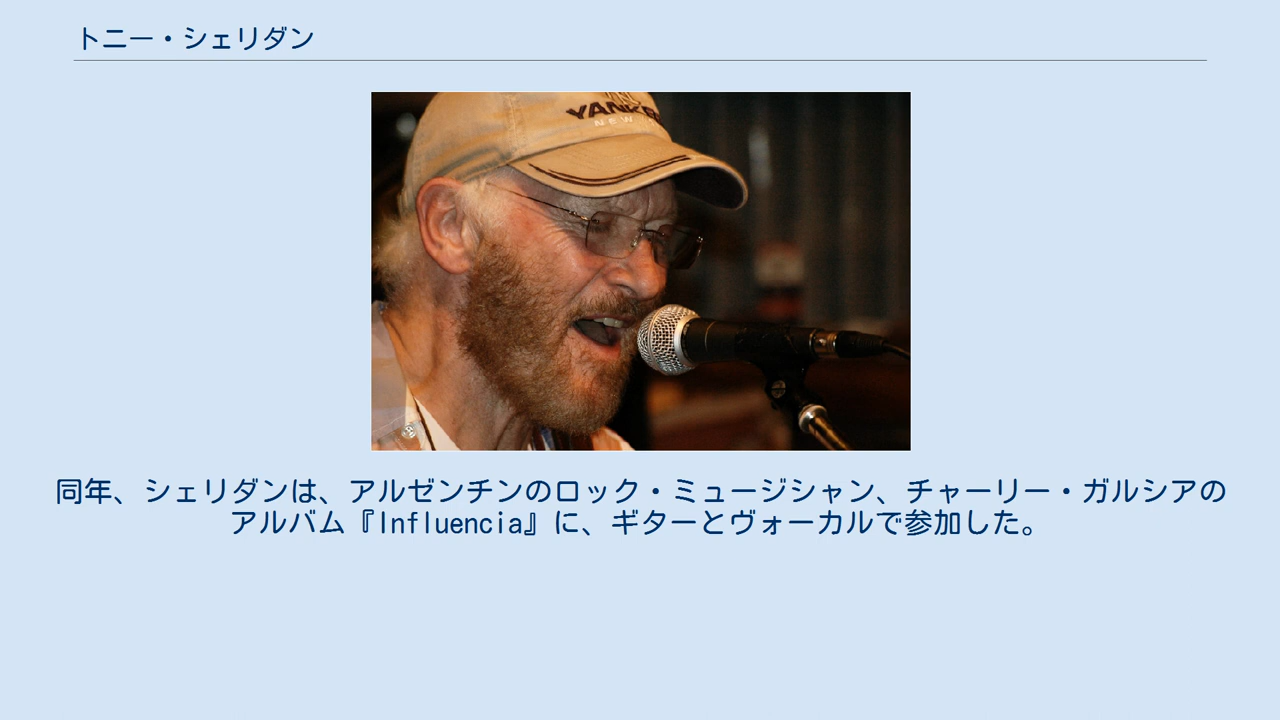 トニー・シェリダン
YANKE
NEW
同年、シェリダンは、アルゼンチンのロック・ミュージシャン、チャーリー・ガルシアの
アルバム『Influencia』に、ギターとヴォーカルで参加した。